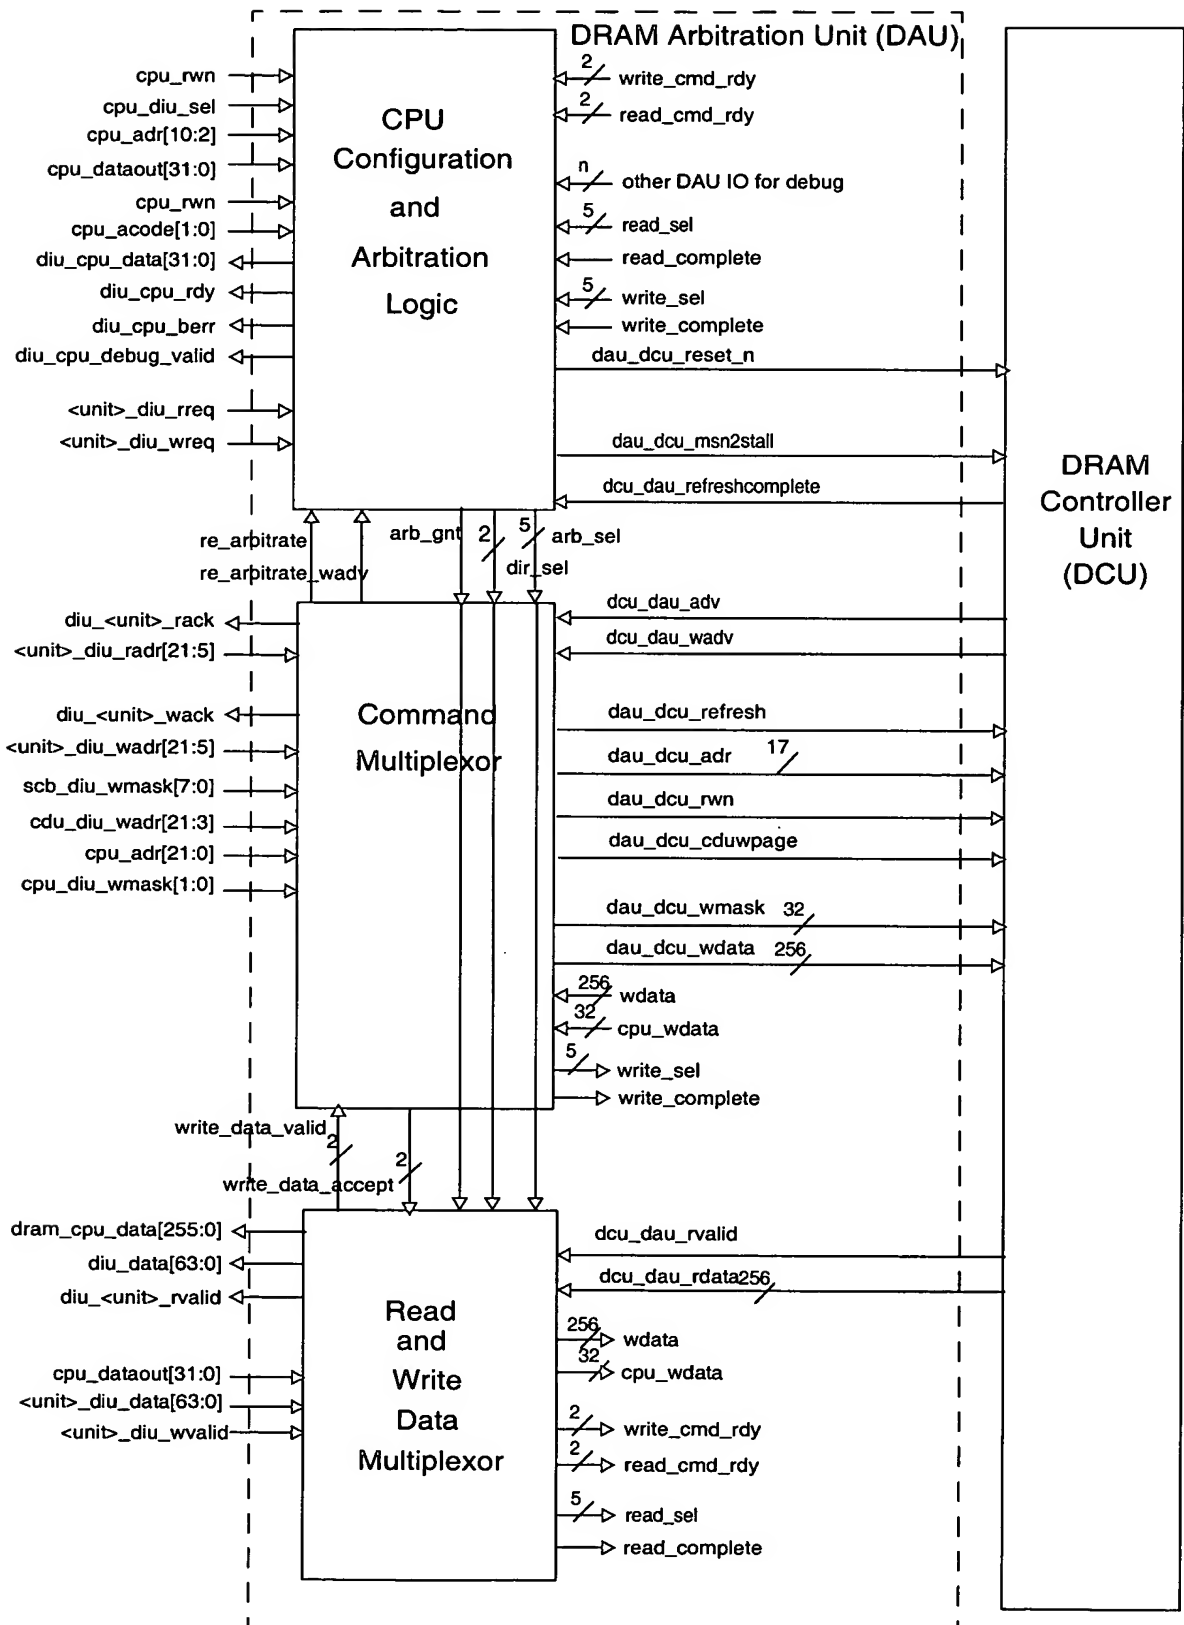 DRAM Arbitration Unit (DAU)
cpu_rwn
cpu_diu_sel
cpu_adr[10:2]
cpu_dataout[31:0]
cpu_rwn
cpu_acode[1:0]
diu_cpu_data[31:0]
diu_cpu_rdy
diu_cpu_berr
diu_cpu_debug_valid
<unit>_diu_rreq
<unit>_diu_wreq
CPU
Configuration
and
Arbitration
Logic
2
write_cmd_rdy
2
read_cmd_rdy
n
other DAU IO for debug
5
read_sel
read_complete
5
write_sel
write_complete
dau_dcu_reset_n
dau_dcu_msn2stall
dcu_dau_refreshcomplete
DRAM
Controller
Unit
(DCU)
re_arbitrate
re_arbitrate_wadv
arb_gnt
2
5
arb_sel
dir_sel
diu_<unit>_rack
<unit>_diu_radr[21:5]
diu_<unit>_wack
<unit>_diu_wadr[21:5]
scb_diu_wmask[7:0]
cdu_diu_wadr[21:3]
cpu_adr[21:0]
cpu_diu_wmask[1:0]
Command
Multiplexor
dcu_dau_adv
dcu_dau_wadv
dau_dcu_refresh
dau_dcu_adr
17
dau_dcu_rwn
dau_dcu_cduwpage
dau_dcu_wmask
32
dau_dcu_wdata
256
256
wdata
32
cpu_wdata
5
write_sel
write_complete
write_data_valid
2
2
write_data_accept
dram_cpu_data[255:0]
diu_data[63:0]
diu_<unit>_rvalid
cpu_dataout[31:0]
<unit>_diu_data[63:0]
<unit>_diu_wvalid
Read
and
Write
Data
Multiplexor
dcu_dau_rvalid
dcu_dau_rdata
256
256
wdata
32
cpu_wdata
2
write_cmd_rdy
2
read_cmd_rdy
5
read_sel
read_complete